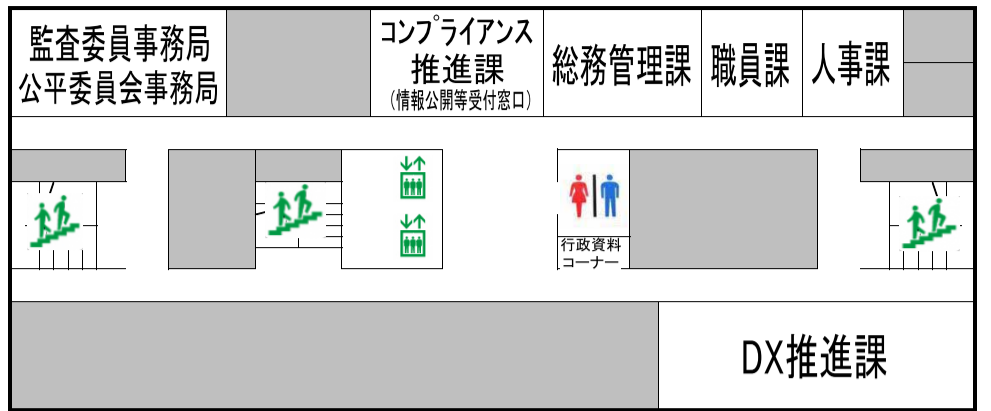 監査委員事務局
公平委員会事務局
コンプライアンス
推進課
（情報公開等受付窓口）
総務管理課
職員課
人事課
行政資料
コーナー
DX推進課